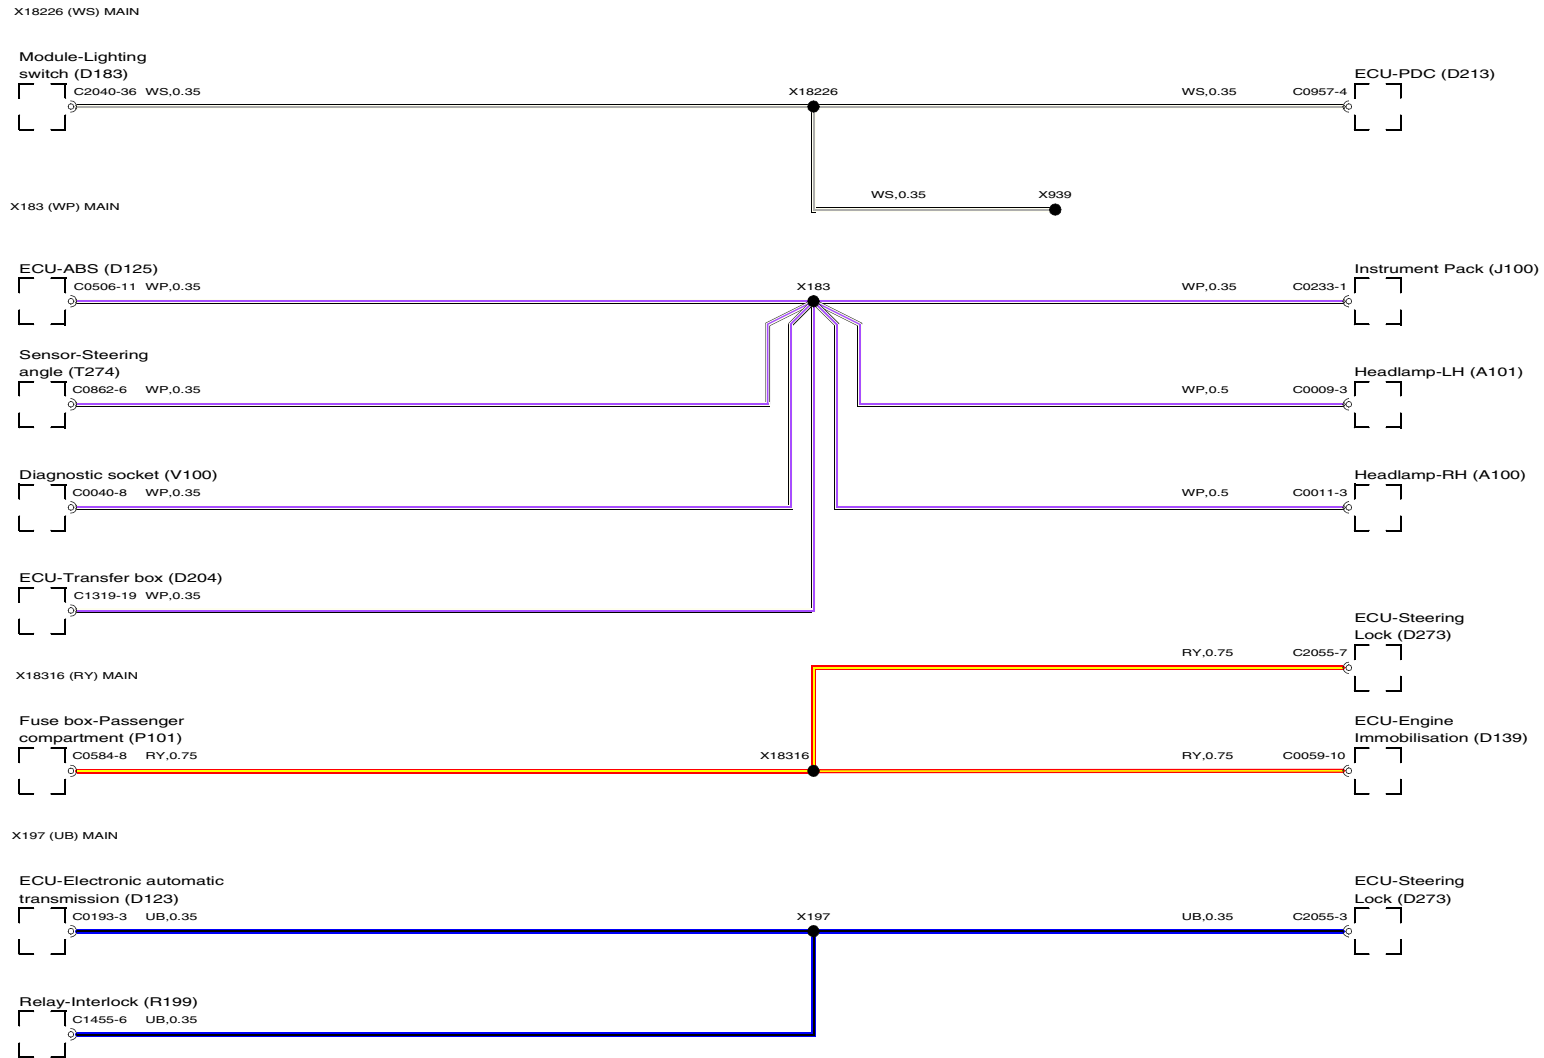 X18226 (WS) MAIN
Module-Lighting
switch (D183)
C2040-36 WS,0.35
X18226
WS,0.35 C0957-4
ECU-PDC (D213)
WS,0.35 X939
X183 (WP) MAIN
ECU-ABS (D125)
C0506-11 WP,0.35
X183
WP,0.35 C0233-1
Instrument Pack (J100)
Sensor-Steering
angle (T274)
C0862-6 WP,0.35
WP,0.5 C0009-3
Headlamp-LH (A101)
Diagnostic socket (V100)
C0040-8 WP,0.35
WP,0.5 C0011-3
Headlamp-RH (A100)
ECU-Transfer box (D204)
C1319-19 WP,0.35
ECU-Steering
Lock (D273)
RY,0.75 C2055-7
X18316 (RY) MAIN
Fuse box-Passenger
compartment (P101)
C0584-8 RY,0.75
X18316
RY,0.75 C0059-10
ECU-Engine
Immobilisation (D139)
X197 (UB) MAIN
ECU-Electronic automatic
transmission (D123)
C0193-3 UB,0.35
X197
UB,0.35 C2055-3
ECU-Steering
Lock (D273)
Relay-Interlock (R199)
C1455-6 UB,0.35